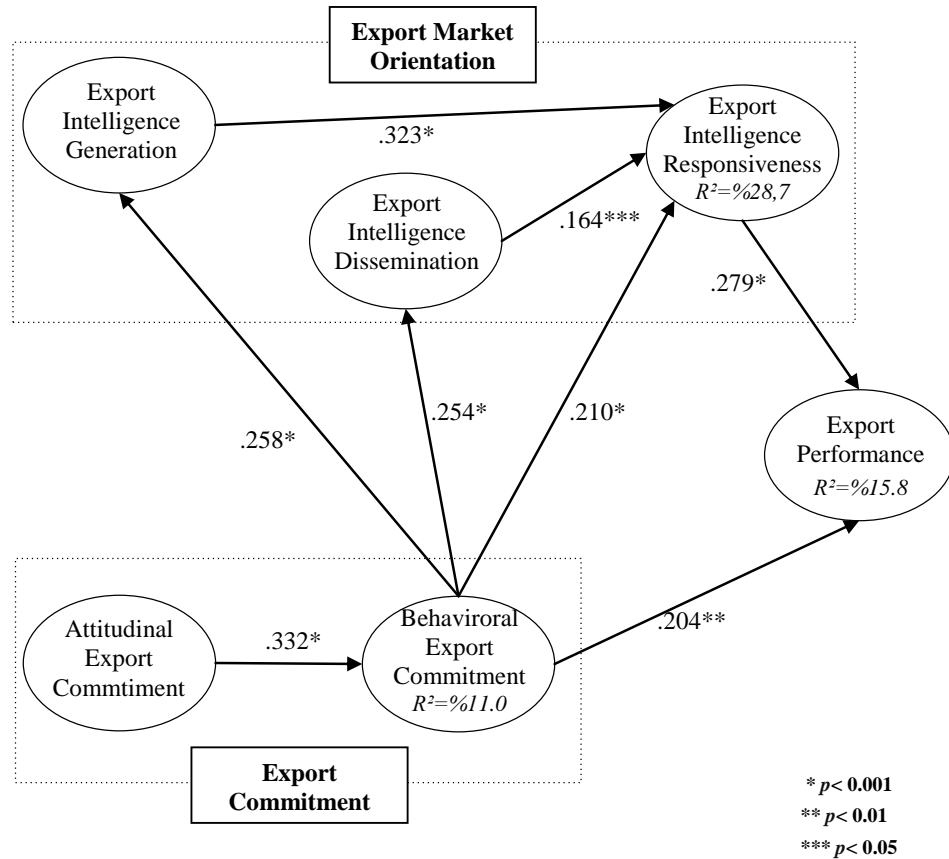 Export Market
Orientation
Export
Intelligence
Generation
.323*
Export
Intelligence
Responsiveness
R²=%28,7
Export
Intelligence
Dissemination
.164***
.279*
.258*
.254*
.210*
Export
Performance
R²=%15.8
Attitudinal
Export
Commtiment
.332*
Behaviroral
Export
Commitment
R²=%11.0
.204**
Export
Commitment
* p< 0.001
** p< 0.01
*** p< 0.05